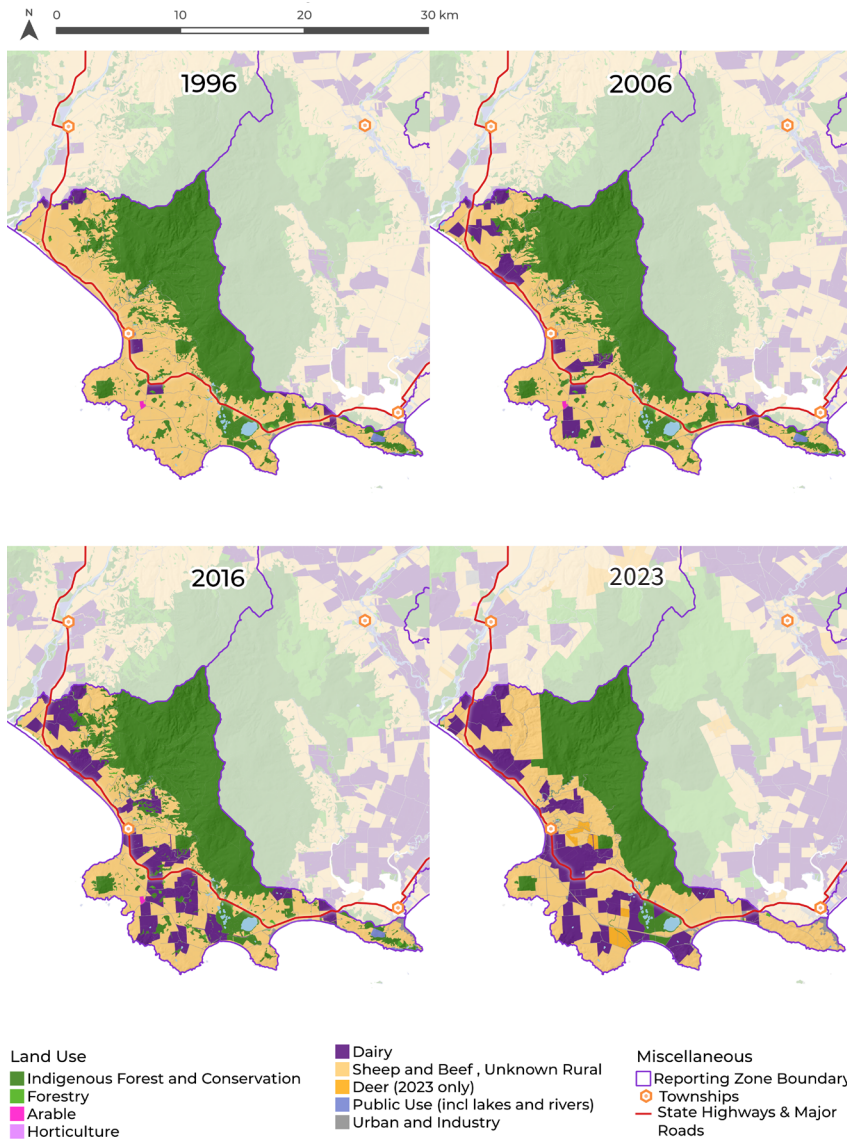 N
0
10
20
30 km
1996
2006
2016
2023
Land Use
Indigenous Forest and Conservation
Forestry
Arable
Horticulture
Dairy
Sheep and Beef , Unknown Rural
Deer (2023 only)
Public Use (incl lakes and rivers)
Urban and Industry
Miscellaneous
Reporting Zone Boundary
Townships
State Highways & Major
Roads